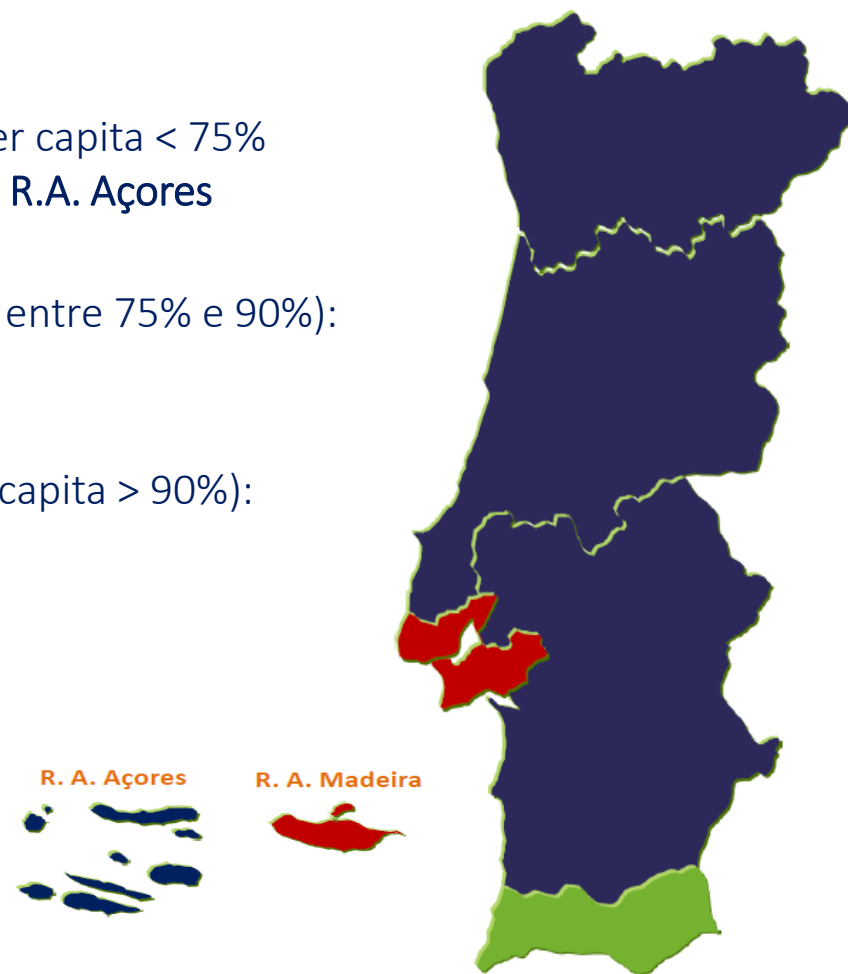 er capita < 75%
R.A. Açores
entre 75% e 90%):
capita > 90%):
R. A. Açores
R. A. Madeira